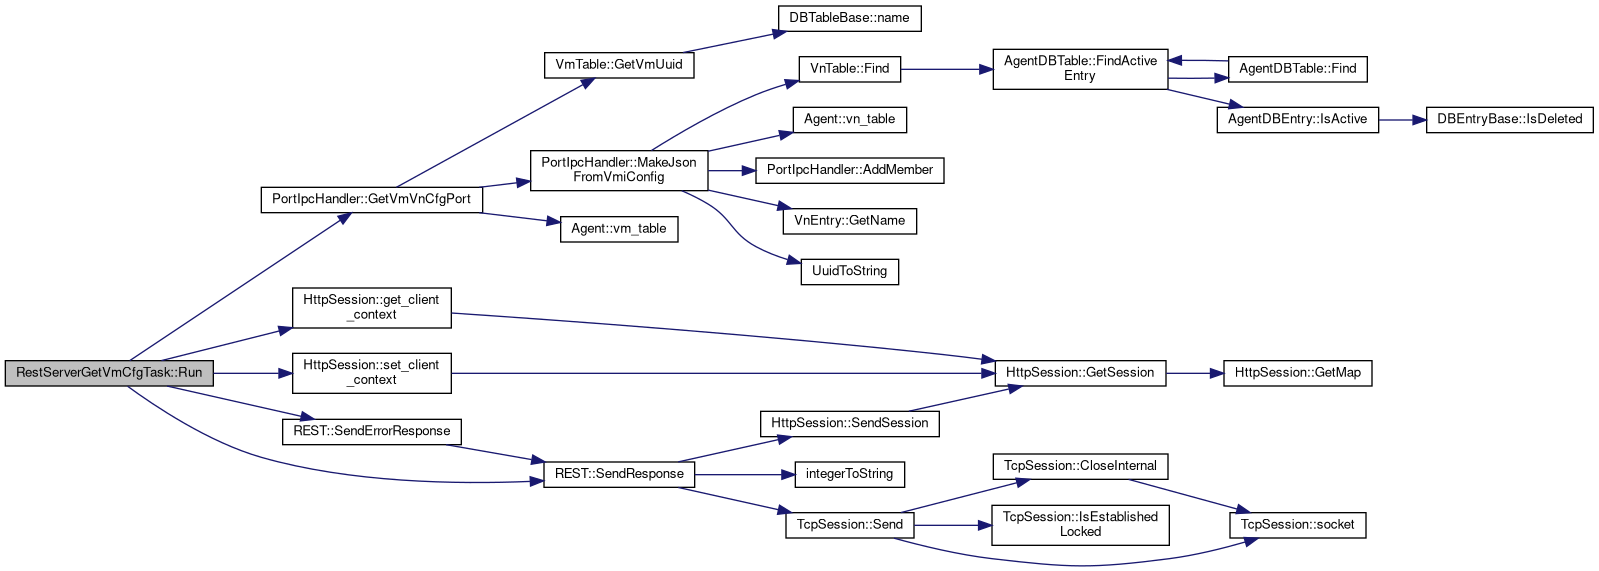 DBTableBase::name
VmTable::GetVmUuid
VnTable::Find
AgentDBTable::FindActive
Entry
AgentDBTable::Find
Agent::vn_table
AgentDBEntry::IsActive
DBEntryBase::IsDeleted
PortIpcHandler::MakeJson
FromVmiConfig
PortIpcHandler::AddMember
PortIpcHandler::GetVmVnCfgPort
VnEntry::GetName
Agent::vm_table
UuidToString
HttpSession::get_client
_context
RestServerGetVmCfgTask::Run
HttpSession::set_client
_context
HttpSession::GetSession
HttpSession::GetMap
REST::SendErrorResponse
HttpSession::SendSession
REST::SendResponse
integerToString
TcpSession::CloseInternal
TcpSession::Send
TcpSession::IsEstablished
Locked
TcpSession::socket